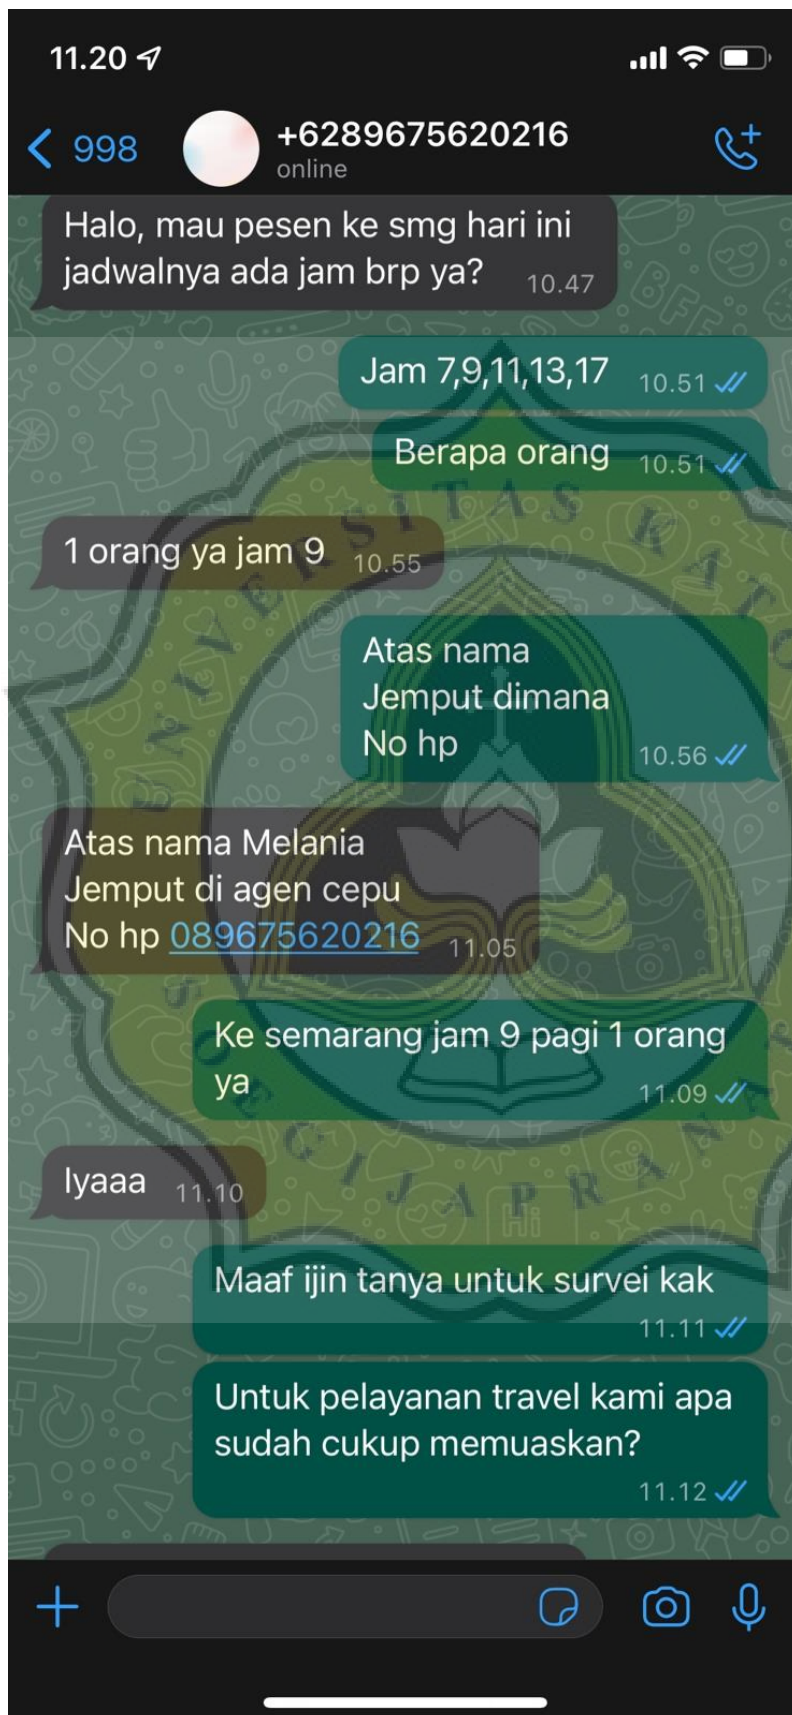 11.20
998
+6289675620216
online
Halo, mau pesen ke smg hari ini
jadwalnya ada jam brp ya? 10.47
Jam 7,9,11,13,17 10.51
Berapa orang 10.51
1 orang ya jam 9 10.55
Atas nama
Jemput dimana
No hp 10.56
Atas nama Melania
Jemput di agen cepu
No hp 089675620216 11.05
Ke semarang jam 9 pagi 1 orang
ya 11.09
Iyaaa 11.10
Maaf ijin tanya untuk survei kak
11.11
Untuk pelayanan travel kami apa
sudah cukup memuaskan?
11.12
UNIVERSITAS KATO
SOEGIJAPRANA